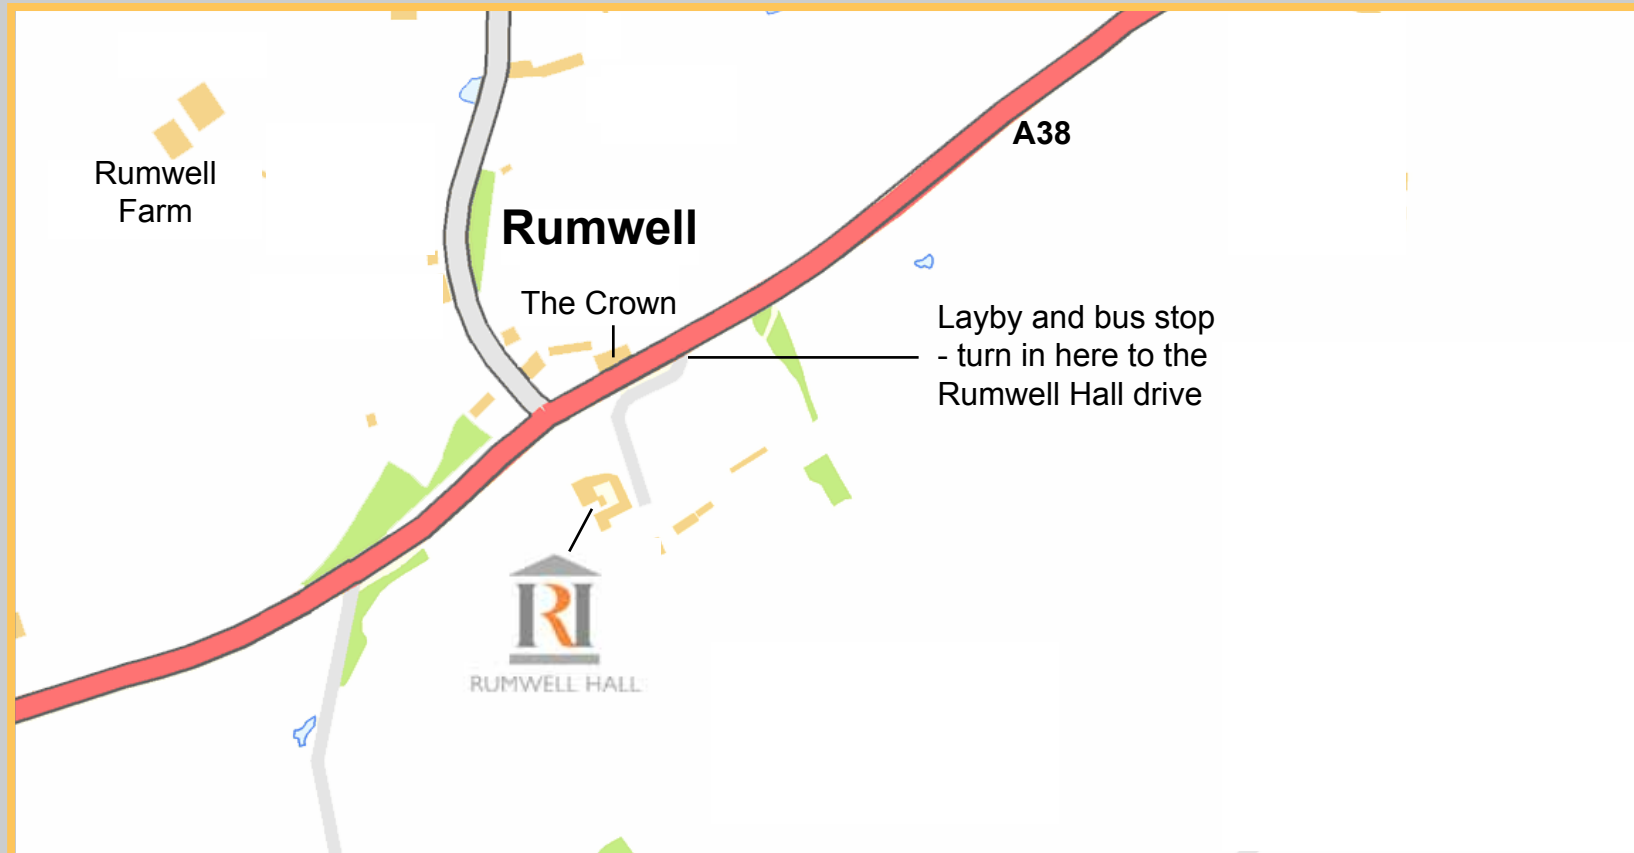 A38
Rumwell
Farm
Rumwell
The Crown
Layby and bus stop
- turn in here to the
Rumwell Hall drive
RH
RUMWELL HALL